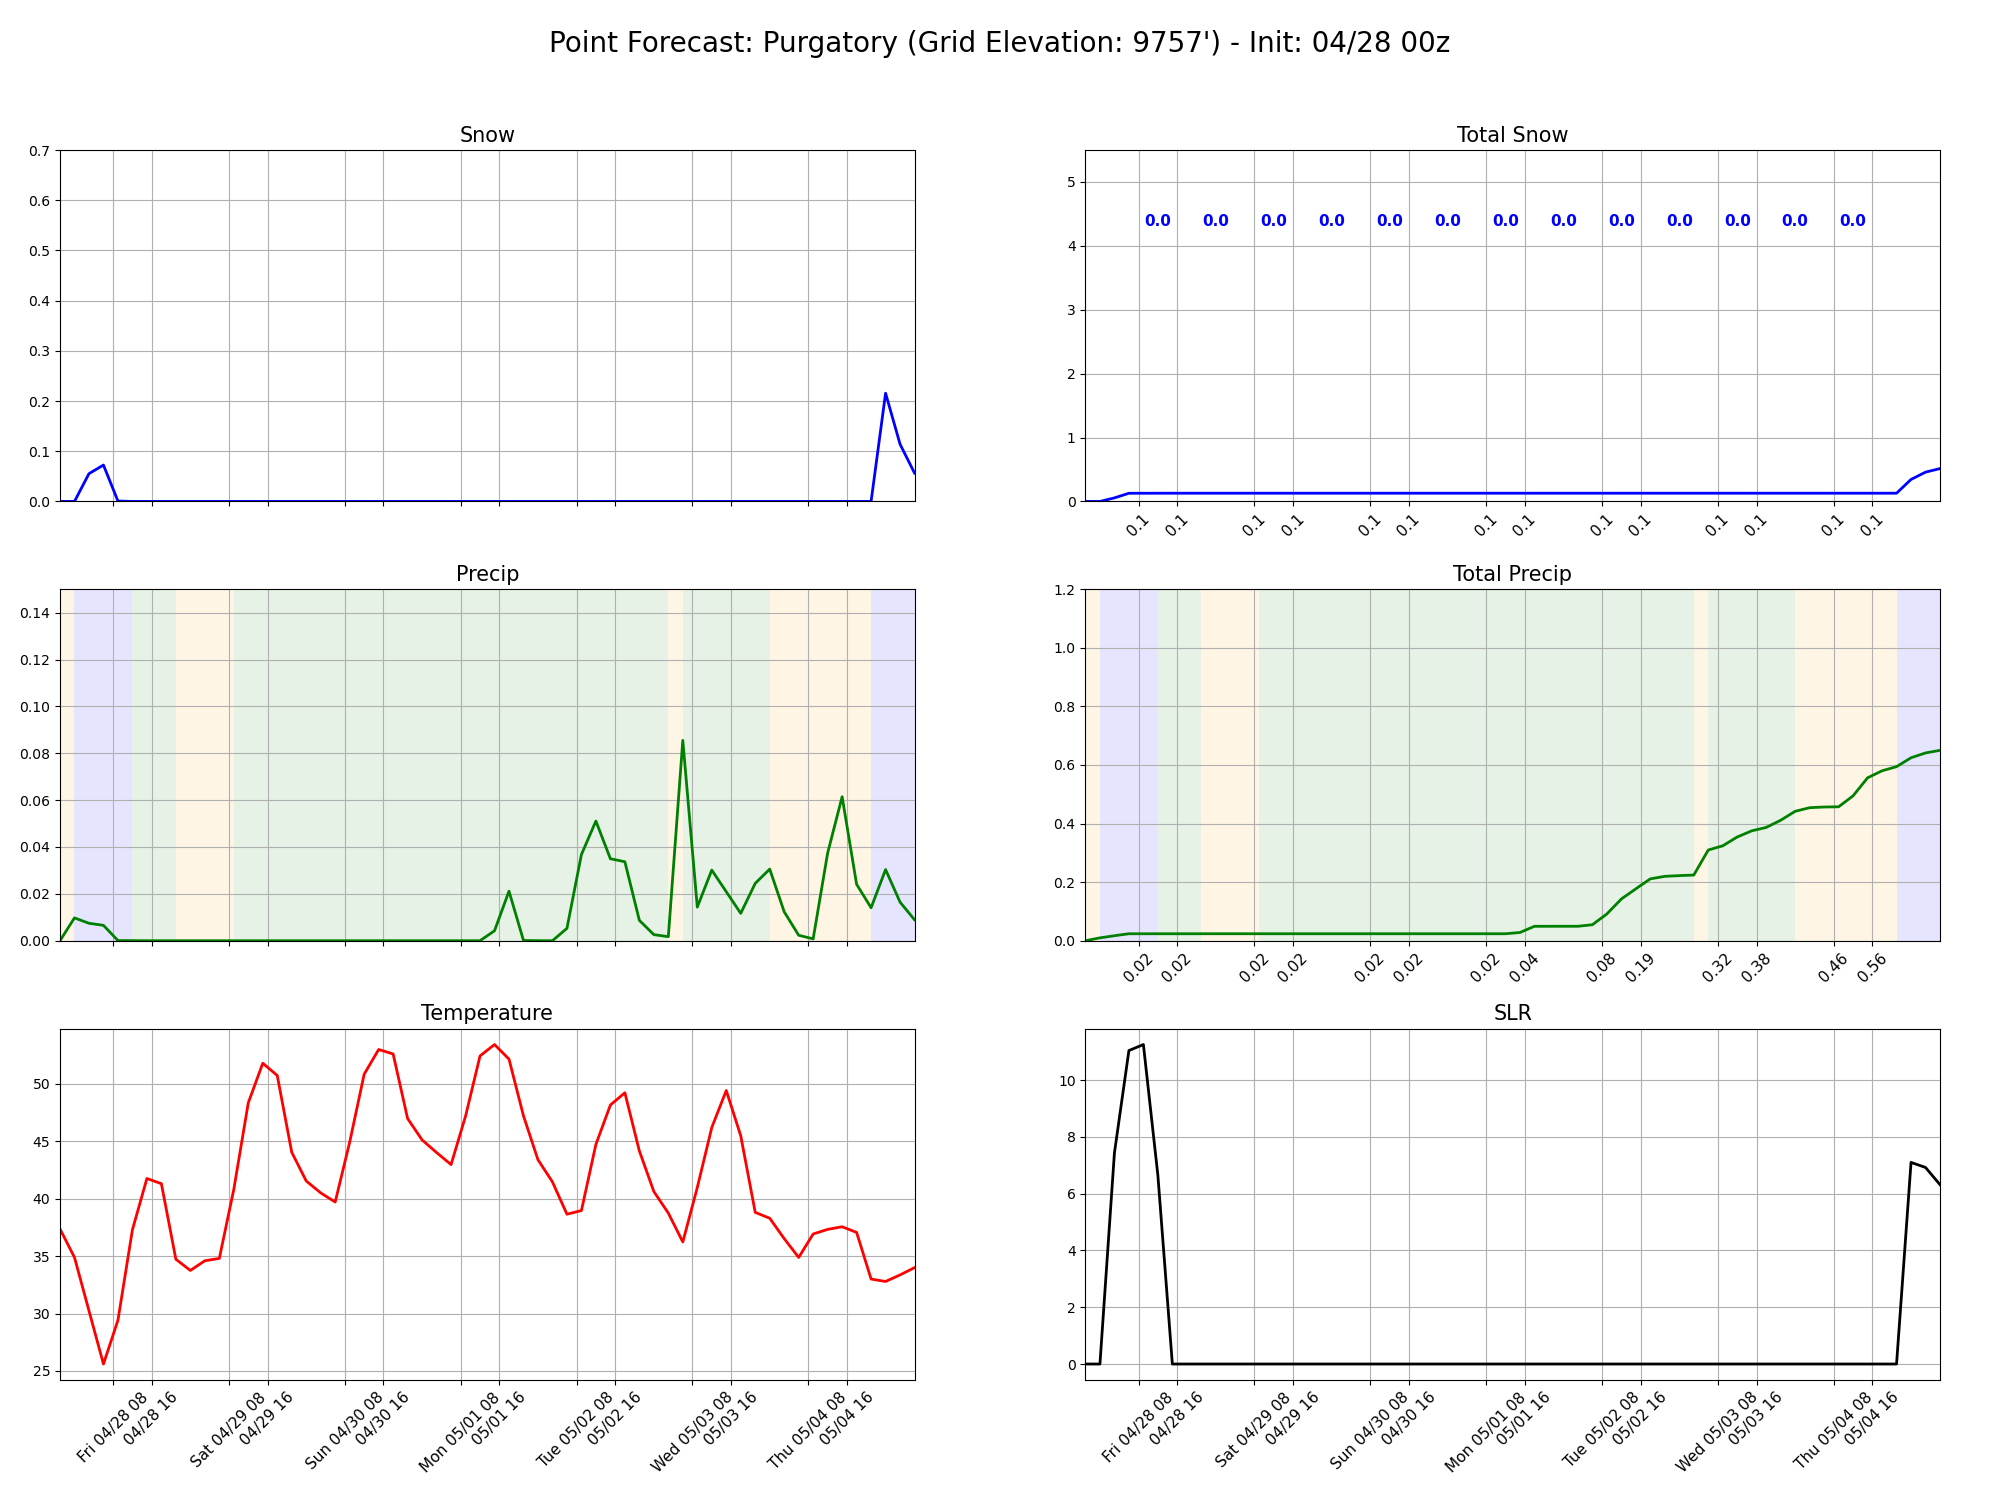 Point Forecast: Purgatory (Grid Elevation: 9757') - Init: 04/28 00z
Snow
0.7
0.6
0.5
0.4
0.3
0.2
0.1
0.0
Total Snow
5
4
3
2
1
0
0.0 0.0 0.0 0.0 0.0 0.0 0.0 0.0 0.0 0.0 0.0 0.0 0.0
0.1 0.1 0.1 0.1 0.1 0.1 0.1 0.1 0.1 0.1 0.1 0.1 0.1 0.1
Precip
0.14
0.12
0.10
0.08
0.06
0.04
0.02
0.00
Total Precip
1.2
1.0
0.8
0.6
0.4
0.2
0.0
0.02 0.02 0.02 0.02 0.02 0.02 0.02 0.04 0.08 0.19 0.32 0.38 0.46 0.56
Temperature
50
45
40
35
30
25
Fri 04/28 08
04/28 16
Sat 04/29 08
04/29 16
Sun 04/30 08
04/30 16
Mon 05/01 08
05/01 16
Tue 05/02 08
05/02 16
Wed 05/03 08
05/03 16
Thu 05/04 08
05/04 16
SLR
10
8
6
4
2
0
Fri 04/28 08
04/28 16
Sat 04/29 08
04/29 16
Sun 04/30 08
04/30 16
Mon 05/01 08
05/01 16
Tue 05/02 08
05/02 16
Wed 05/03 08
05/03 16
Thu 05/04 08
05/04 16